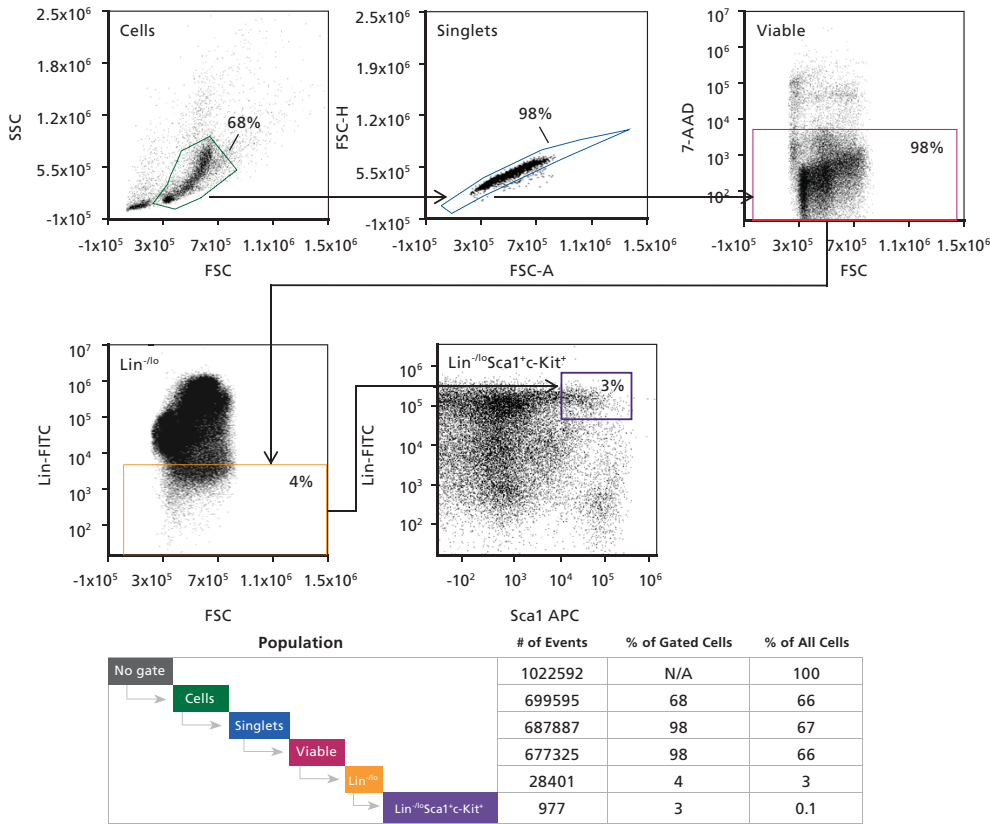 Cells
68%
2.5x10⁶
1.8x10⁶
1.2x10⁶
5.5x10⁵
-1x10⁵
SSC
-1x10⁵ 3x10⁵ 7x10⁵ 1.1x10⁶ 1.5x10⁶
FSC
Singlets
98%
2.5x10⁶
1.9x10⁶
1.2x10⁶
5.5x10⁵
-1x10⁵
FSC-H
-1x10⁵ 3x10⁵ 7x10⁵ 1.1x10⁶ 1.5x10⁶
FSC-A
Viable
98%
10⁷
10⁶
10⁵
10⁴
10³
10²
7-AAD
-1x10⁵ 3x10⁵ 7x10⁵ 1.1x10⁶ 1.5x10⁶
FSC
Lin⁻/ˡᵒ
4%
10⁷
10⁶
10⁵
10⁴
10³
10²
Lin-FITC
-1x10⁵ 3x10⁵ 7x10⁵ 1.1x10⁶ 1.5x10⁶
FSC
Lin⁻/ˡᵒSca1⁺c-Kit⁺
3%
10⁶
10⁵
10⁴
10³
10²
Lin-FITC
-10² 10³ 10⁴ 10⁵ 10⁶
Sca1 APC
Population # of Events % of Gated Cells % of All Cells
No gate 1022592 N/A 100
Cells 699595 68 66
Singlets 687887 98 67
Viable 677325 98 66
Lin⁻/ˡᵒ 28401 4 3
Lin⁻/ˡᵒSca1⁺c-Kit⁺ 977 3 0.1